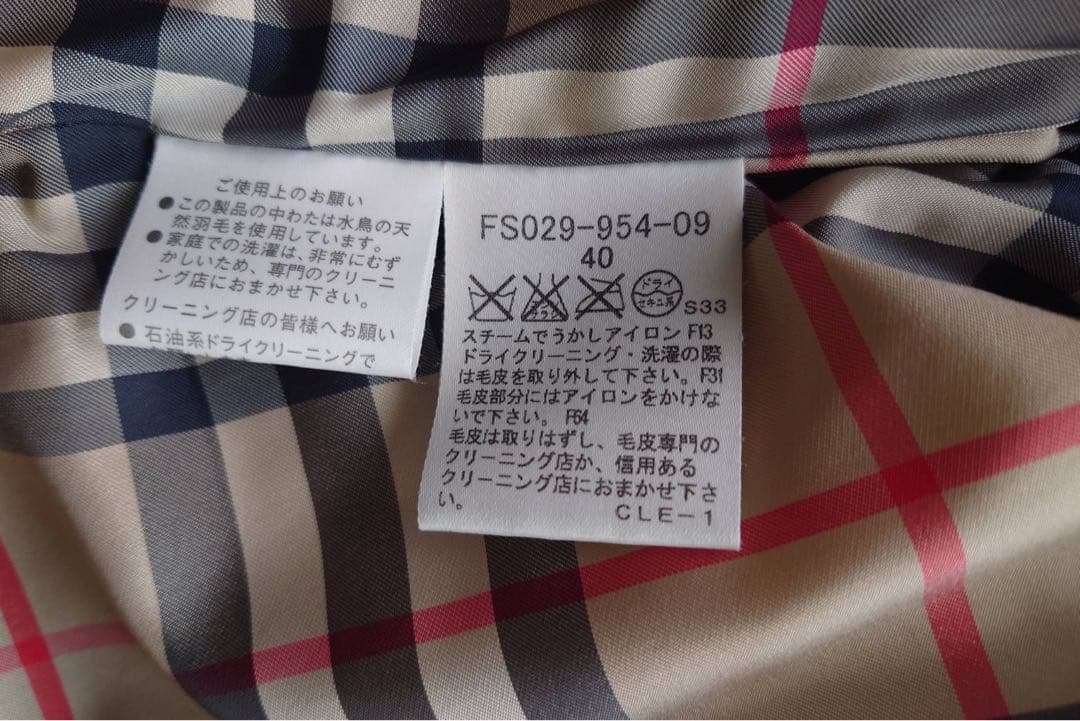 ご使用上のお願い
●この製品の中わたは水鳥の天
然羽毛を使用しています。
●家庭での洗濯は、非常にむず
かしいため、専門のクリーニ
ング店におまかせ下さい。
クリーニング店の皆様へお願い
●石油系ドライクリーニングで
FS029-954-09
40
エンソ
サラシ
ドライ
セキユ系
S33
スチームでうかしアイロン F13
ドライクリーニング・洗濯の際
は毛皮を取り外して下さい。F31
毛皮部分にはアイロンをかけな
いで下さい。F64
毛皮は取りはずし、毛皮専門の
クリーニング店か、信用ある
クリーニング店におまかせ下さ
い。
CLE-1